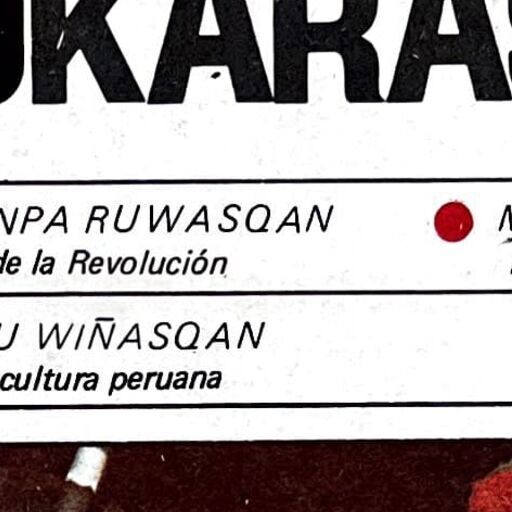 UKARAS
NPA RUWASQAN
de la Revolución
U WIÑASQAN
cultura peruana